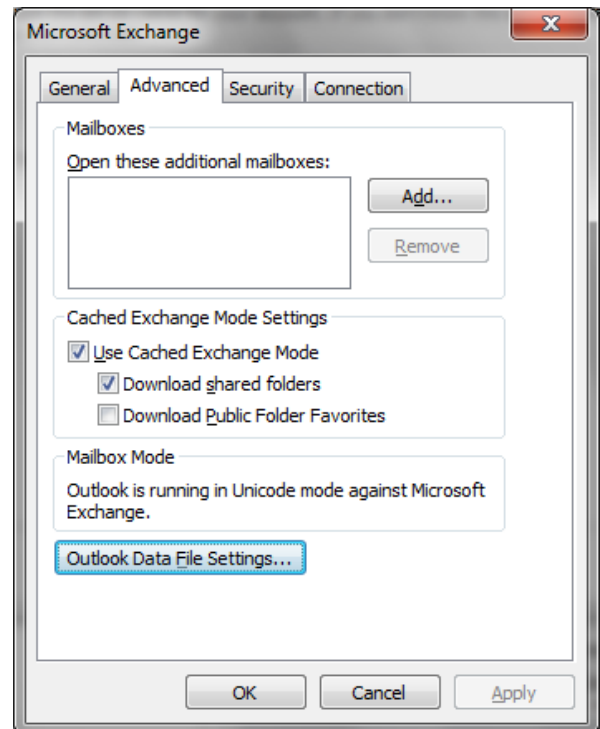 Microsoft Exchange
General Advanced Security Connection
Mailboxes
Open these additional mailboxes:
Add...
Remove
Cached Exchange Mode Settings
Use Cached Exchange Mode
Download shared folders
Download Public Folder Favorites
Mailbox Mode
Outlook is running in Unicode mode against Microsoft
Exchange.
Outlook Data File Settings...
OK Cancel Apply